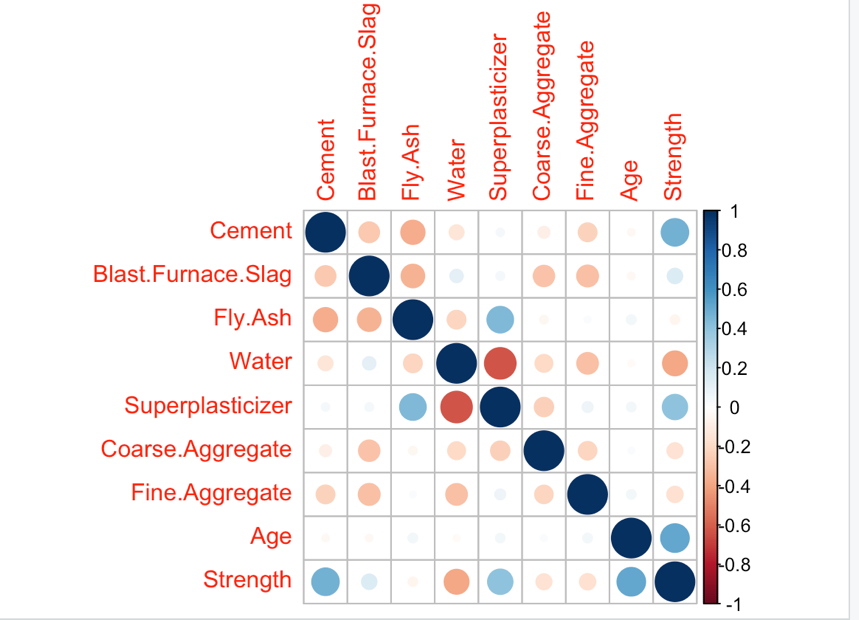 Cement
Blast.Furnace.Slag
Fly.Ash
Water
Superplasticizer
Coarse.Aggregate
Fine.Aggregate
Age
Strength
Cement
Blast.Furnace.Slag
Fly.Ash
Water
Superplasticizer
Coarse.Aggregate
Fine.Aggregate
Age
Strength
1
0.8
0.6
0.4
0.2
0
-0.2
-0.4
-0.6
-0.8
-1